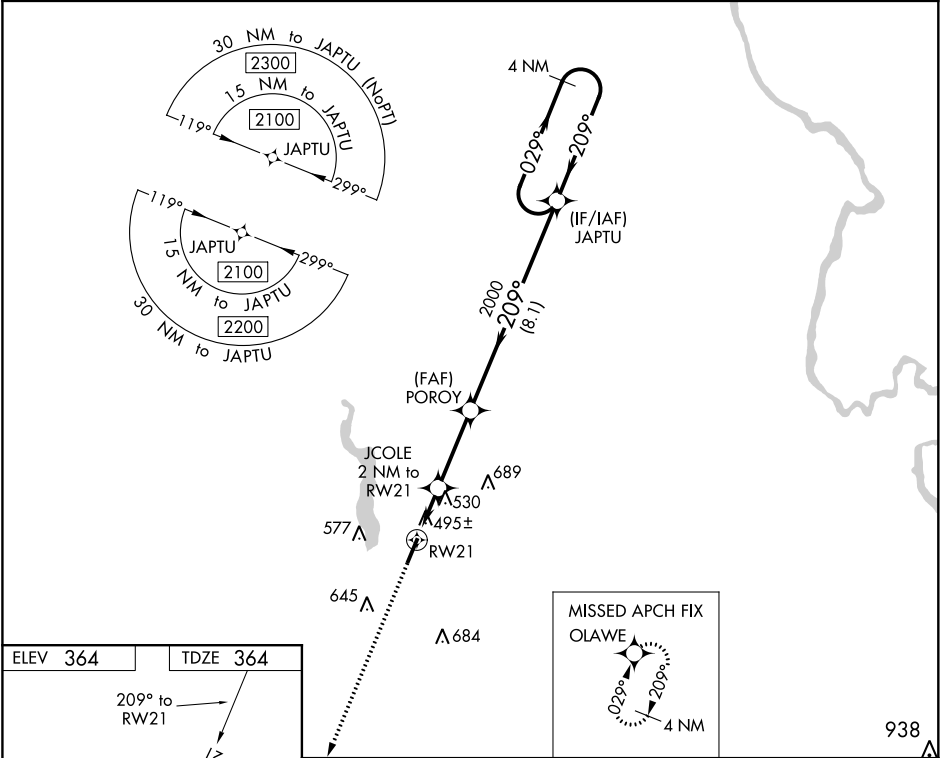 30 NM to JAPTU (NoPT)
2300
15 NM to JAPTU
2100
119°
JAPTU
299°
119°
JAPTU
299°
2100
15 NM to JAPTU
2200
30 NM to JAPTU
4 NM
029°
209°
(IF/IAF)
JAPTU
2000
209°
(8.1)
(FAF)
POROY
JCOLE
2 NM to
RW21
689
530
495±
577
RW21
645
684
MISSED APCH FIX
OLAWE
029°
209°
4 NM
938
ELEV 364
TDZE 364
209° to
RW21